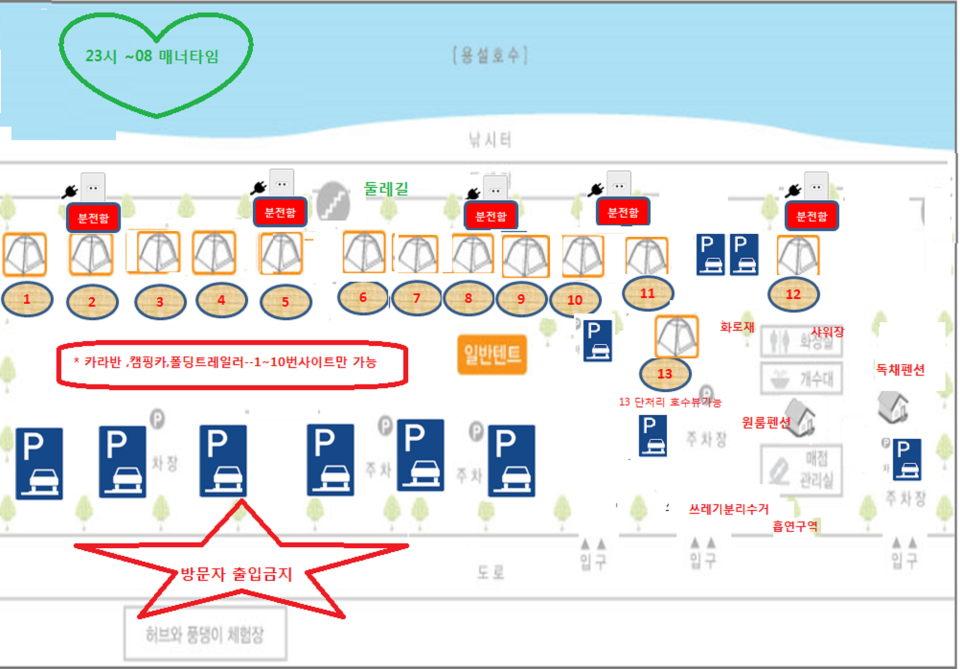 23시 ~08 매너타임
[용설호수]
낚시터
둘레길
분전함
분전함
분전함
분전함
분전함
1
2
3
4
5
6
7
8
9
10
11
P
P
12
* 카라반 ,캠핑카,폴딩트레일러--1~10번사이트만 가능
일반텐트
P
13
13 단처리 호수뷰가능
화로재
샤워장
화장실
개수대
독채펜션
원룸펜션
P
P
P
차장
P
P
P
주차
P
P
주차
P
P
P
주차장
매점
관리실
P
P
주차장
쓰레기분리수거
흡연구역
방문자 출입금지
도로
입구
입구
입구
허브와 풍뎅이 체험장